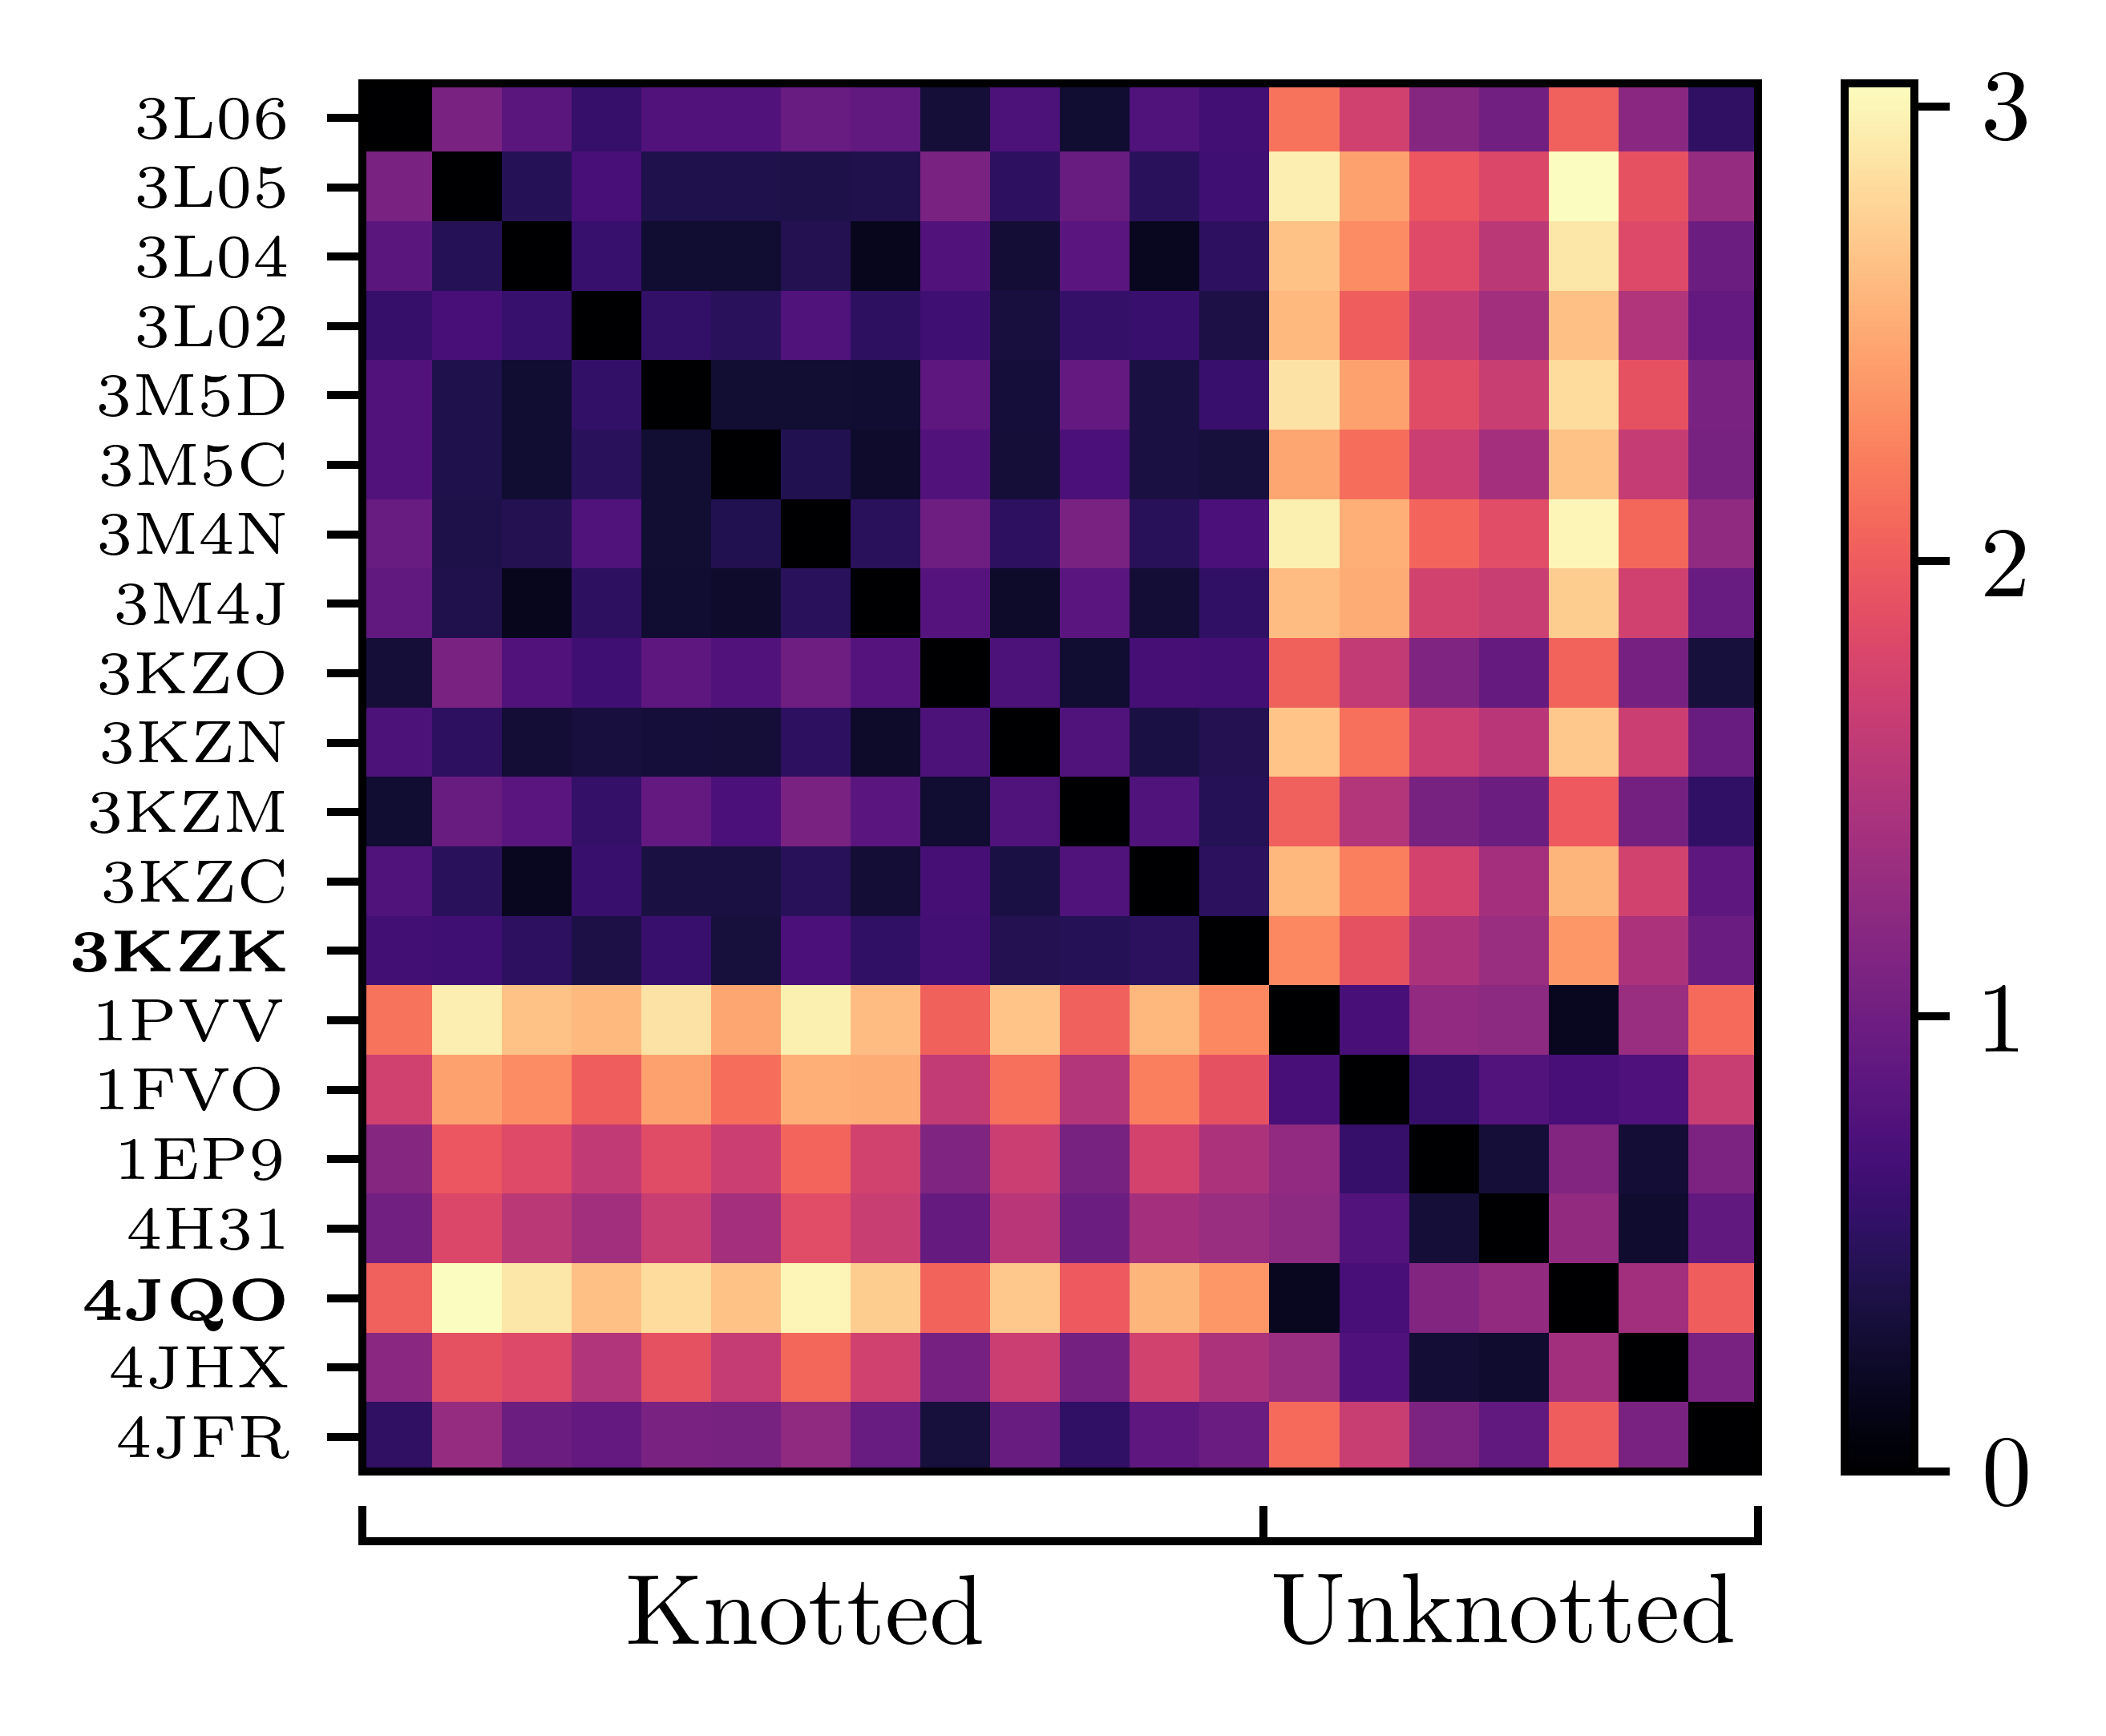 3L06
3L05
3L04
3L02
3M5D
3M5C
3M4N
3M4J
3KZO
3KZN
3KZM
3KZC
3KZK
1PVV
1FVO
1EP9
4H31
4JQO
4JHX
4JFR
3
2
1
0
Knotted Unknotted